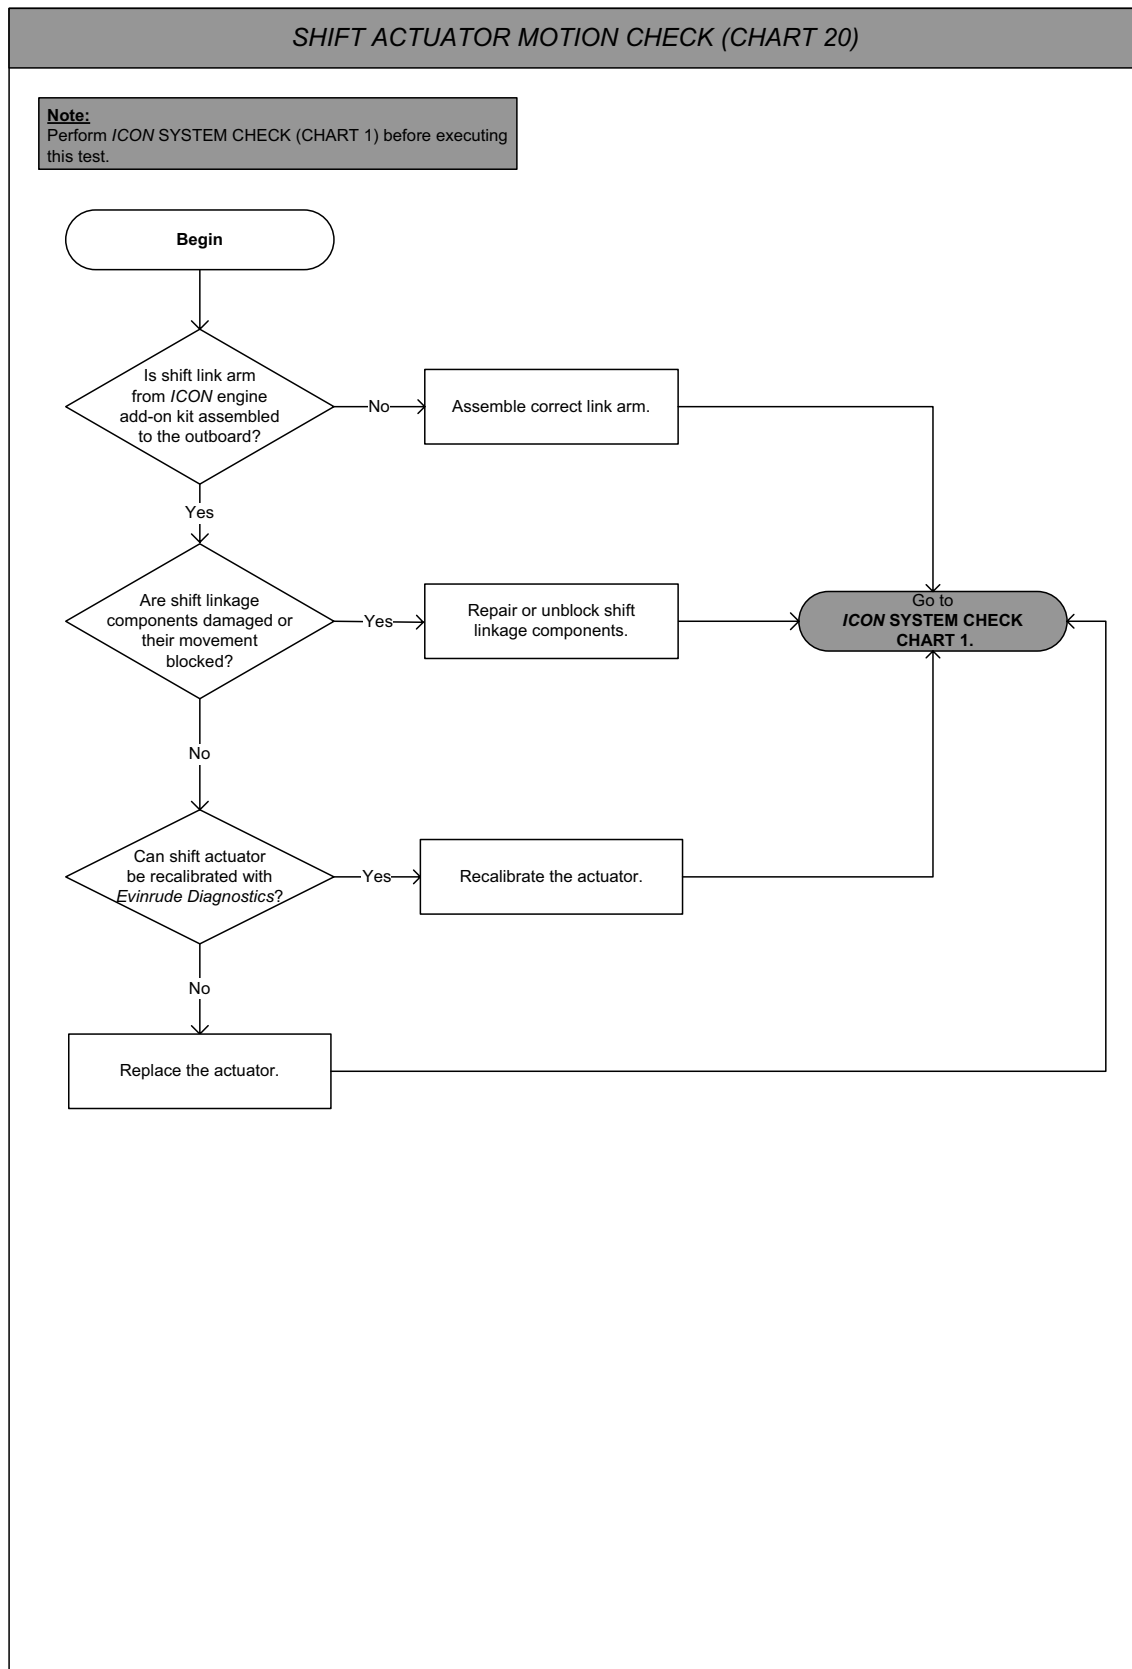 SHIFT ACTUATOR MOTION CHECK (CHART 20)
Note:
Perform ICON SYSTEM CHECK (CHART 1) before executing
this test.
Begin
Is shift link arm
from ICON engine
add-on kit assembled
to the outboard?
No
Assemble correct link arm.
Yes
Are shift linkage
components damaged or
their movement
blocked?
Yes
Repair or unblock shift
linkage components.
Go to
ICON SYSTEM CHECK
CHART 1.
No
Can shift actuator
be recalibrated with
Evinrude Diagnostics?
Yes
Recalibrate the actuator.
No
Replace the actuator.